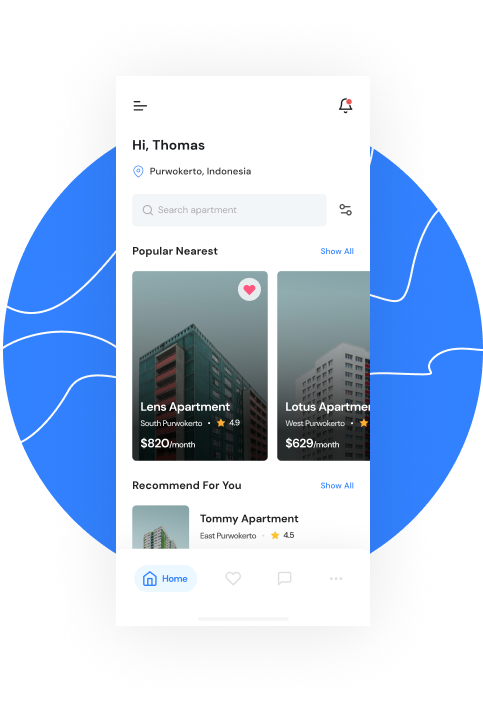 Hi, Thomas
Purwokerto, Indonesia
Search apartment
Popular Nearest
Show All
Lens Apartment
South Purwokerto • 4.9
$820/month
Lotus Apartmen
West Purwokerto •
$629/month
Recommend For You
Show All
Tommy Apartment
East Purwokerto • 4.5
Home